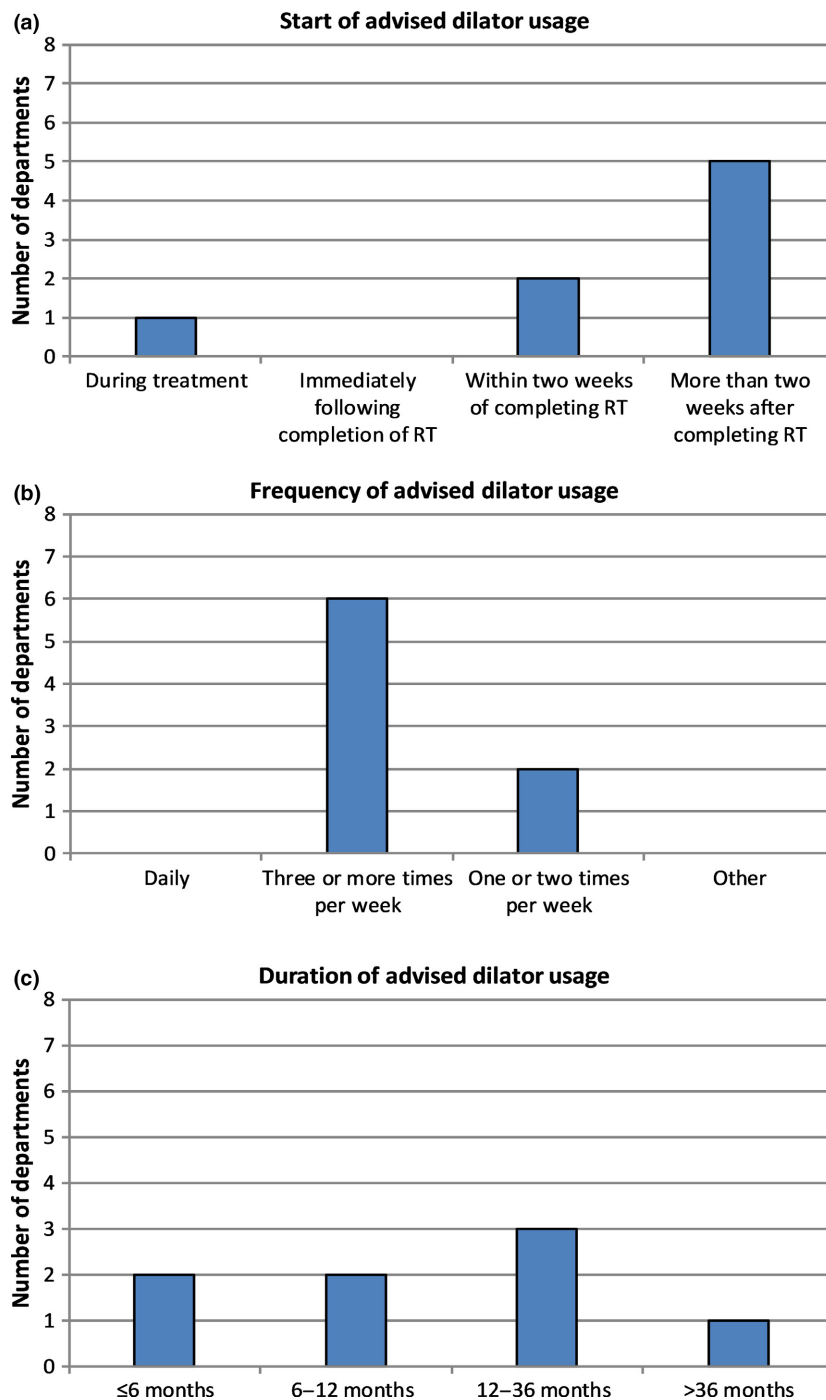 (a)
Start of advised dilator usage
Number of departments
8
7
6
5
4
3
2
1
0
During treatment
Immediately
following
completion of RT
Within two weeks
of completing RT
More than two
weeks after
completing RT
(b)
Frequency of advised dilator usage
Number of departments
8
7
6
5
4
3
2
1
0
Daily
Three or more times
per week
One or two times
per week
Other
(c)
Duration of advised dilator usage
Number of departments
8
7
6
5
4
3
2
1
0
≤6 months
6–12 months
12–36 months
>36 months